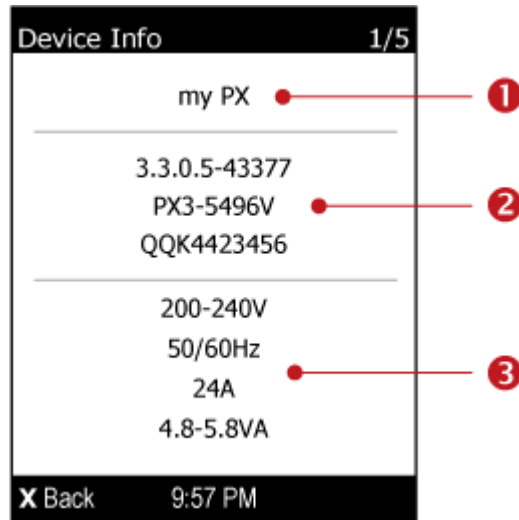 Device Info 1/5
my PX 1
3.3.0.5-43377
PX3-5496V 2
QQK4423456
200-240V
50/60Hz
3
24A
4.8-5.8VA
X Back 9:57 PM